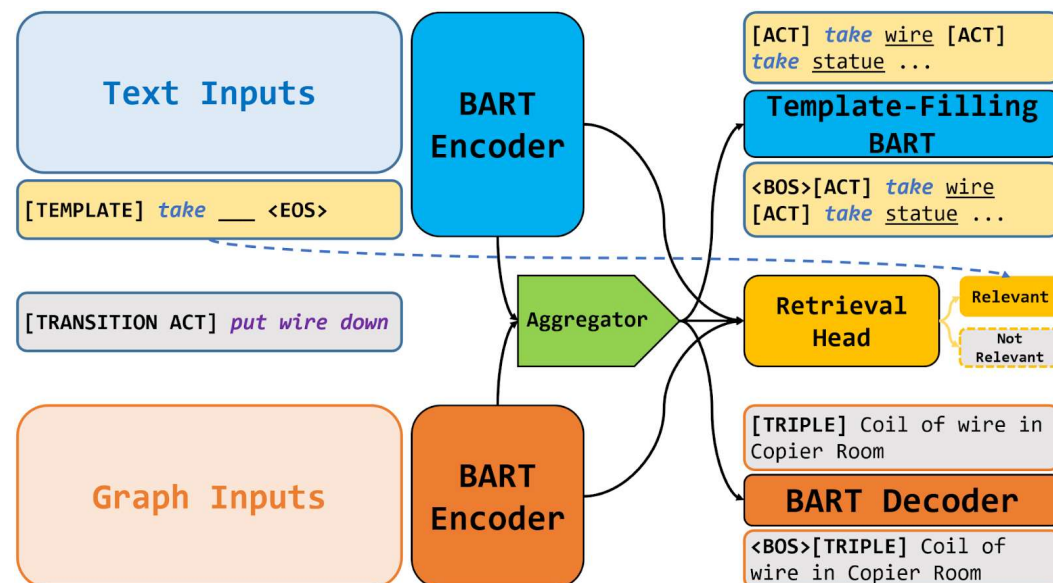 Text Inputs
[TEMPLATE] take ___ <EOS>
[TRANSITION ACT] put wire down
Graph Inputs
BART
Encoder
Aggregator
BART
Encoder
[ACT] take wire [ACT]
take statue ...
Template-Filling
BART
<BOS>[ACT] take wire
[ACT] take statue ...
Retrieval
Head
Relevant
Not
Relevant
[TRIPLE] Coil of wire in
Copier Room
BART Decoder
<BOS>[TRIPLE] Coil of
wire in Copier Room